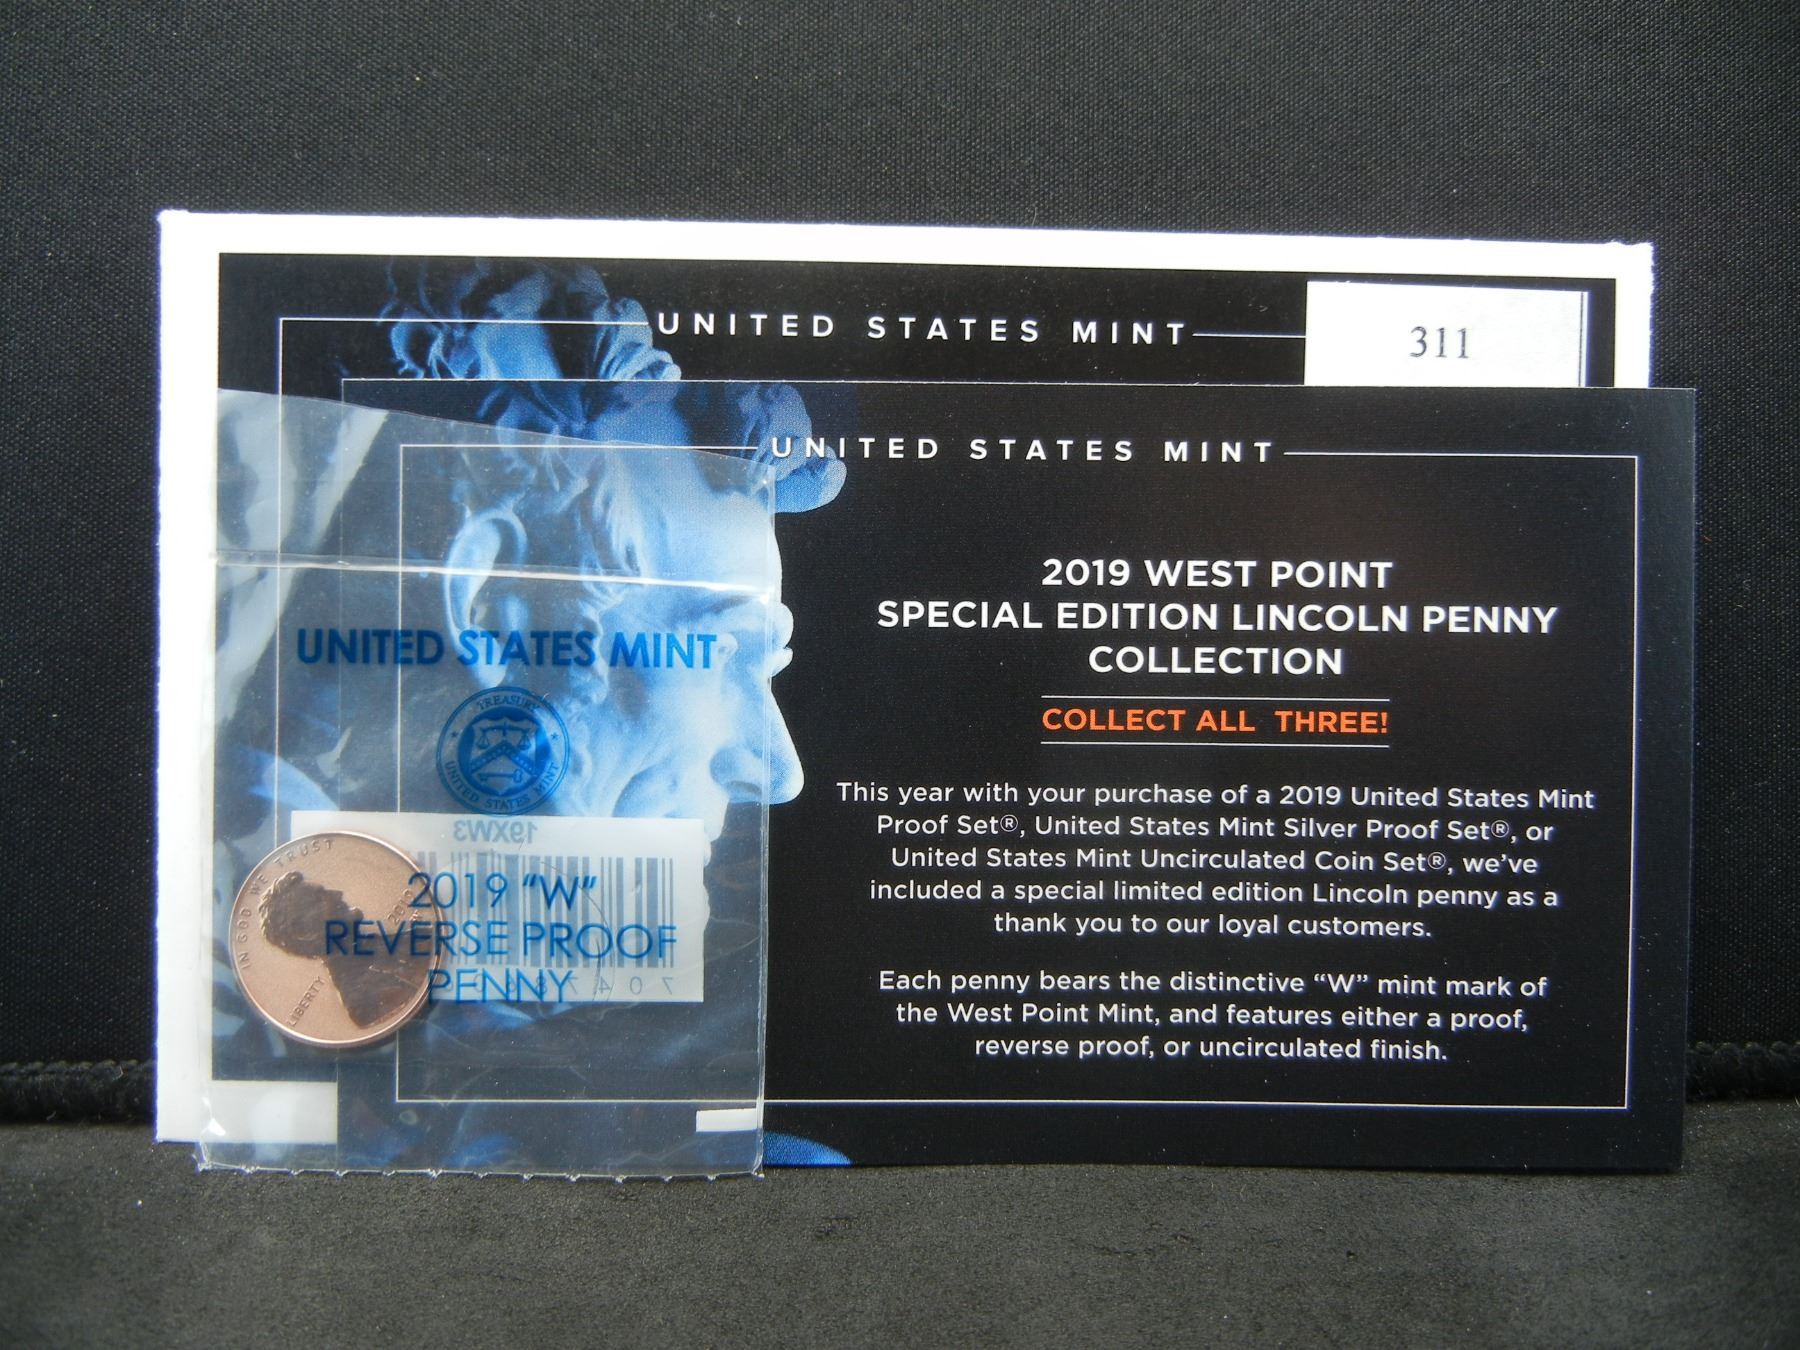 UNITED STATES MINT
311
UNITED STATES MINT
2019 WEST POINT
SPECIAL EDITION LINCOLN PENNY
COLLECTION
COLLECT ALL THREE!
This year with your purchase of a 2019 United States Mint
Proof Set®, United States Mint Silver Proof Set®, or
United States Mint Uncirculated Coin Set®, we've
included a special limited edition Lincoln penny as a
thank you to our loyal customers.
Each penny bears the distinctive “W” mint mark of
the West Point Mint, and features either a proof,
reverse proof, or uncirculated finish.
UNITED STATES MINT
TREASURY
UNITED STATES MINT
19XW3
2019 “W”
REVERSE PROOF
PENNY
IN GOD WE TRUST
LIBERTY
2019
W